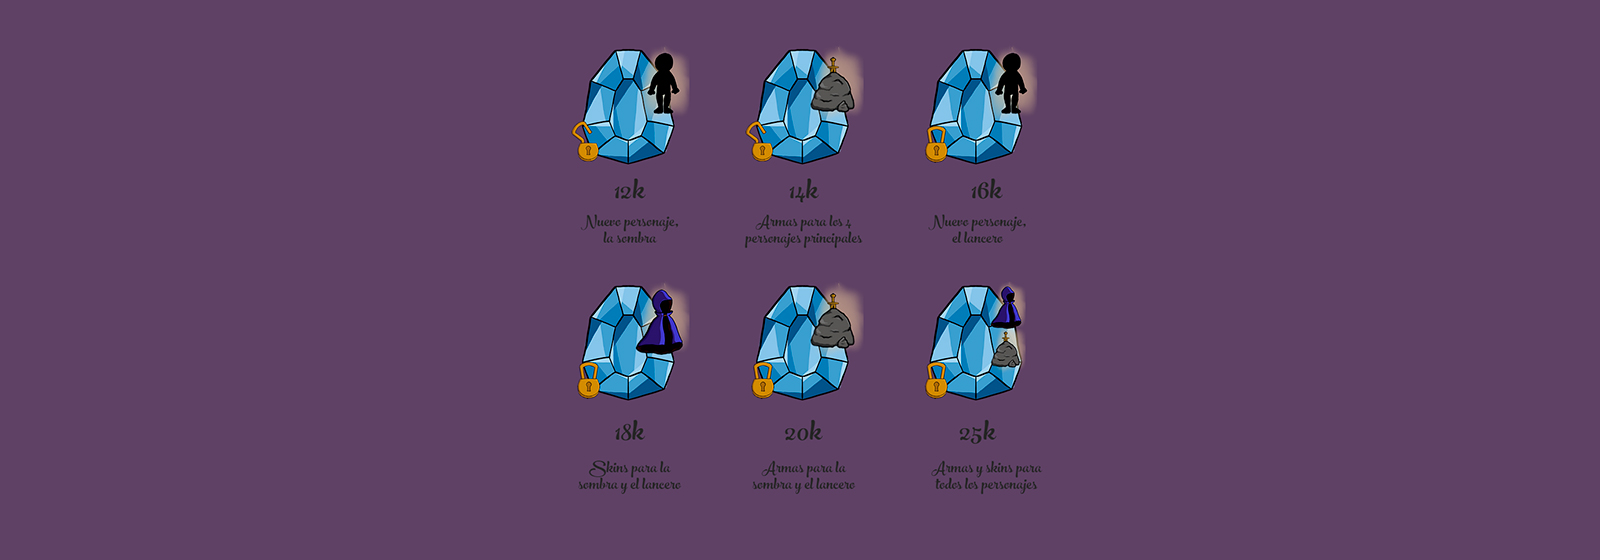 12k
Nuevo personaje,
la sombra
14k
Armas para los 4
personajes principales
16k
Nuevo personaje,
el lancero
18k
Skins para la
sombra y el lancero
20k
Armas para la
sombra y el lancero
25k
Armas y skins para
todos los personajes